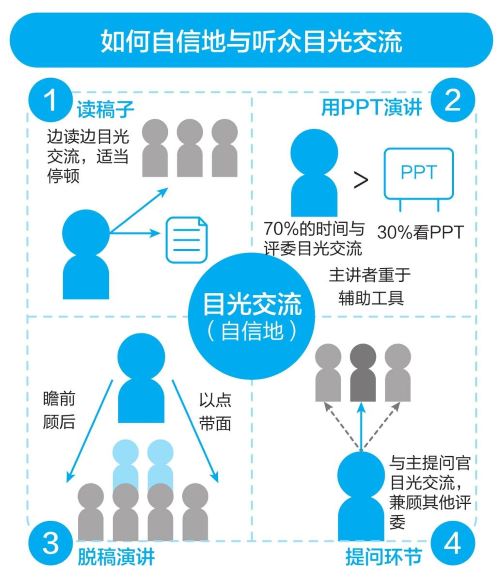 如何自信地与听众目光交流
1
读稿子
边读边目光
交流，适当
停顿
2
用PPT演讲
>
PPT
70%的时间与
评委目光交流
30%看PPT
主讲者重于
辅助工具
目光交流
（自信地）
瞻前
顾后
以点
带面
3
脱稿演讲
与主提问官
目光交流，
兼顾其他评
委
提问环节
4